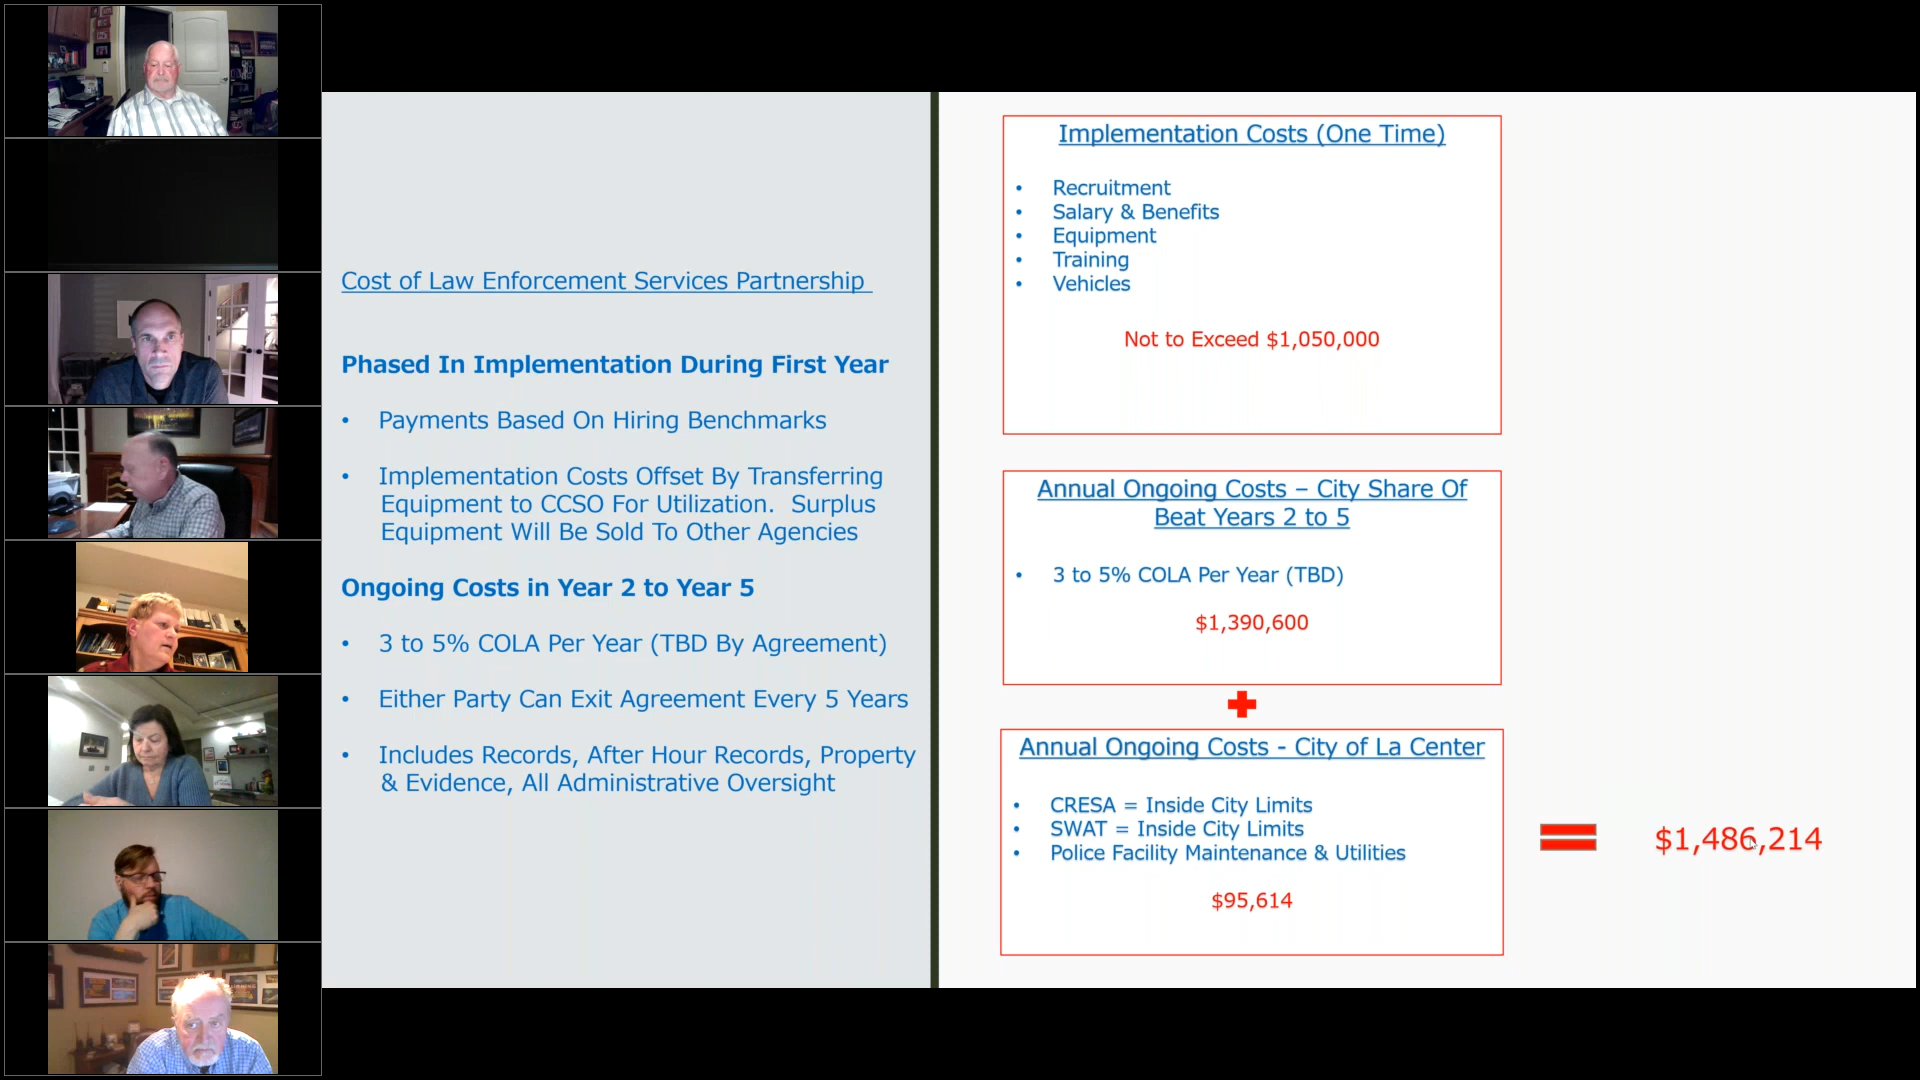 Cost of Law Enforcement Services Partnership
Phased In Implementation During First Year
• Payments Based On Hiring Benchmarks
• Implementation Costs Offset By Transferring
Equipment to CCSO For Utilization. Surplus
Equipment Will Be Sold To Other Agencies
Ongoing Costs in Year 2 to Year 5
• 3 to 5% COLA Per Year (TBD By Agreement)
• Either Party Can Exit Agreement Every 5 Years
• Includes Records, After Hour Records, Property
& Evidence, All Administrative Oversight
Implementation Costs (One Time)
• Recruitment
• Salary & Benefits
• Equipment
• Training
• Vehicles
Not to Exceed $1,050,000
Annual Ongoing Costs – City Share Of
Beat Years 2 to 5
• 3 to 5% COLA Per Year (TBD)
$1,390,600
Annual Ongoing Costs - City of La Center
• CRESA = Inside City Limits
• SWAT = Inside City Limits
• Police Facility Maintenance & Utilities
$95,614
$1,486,214